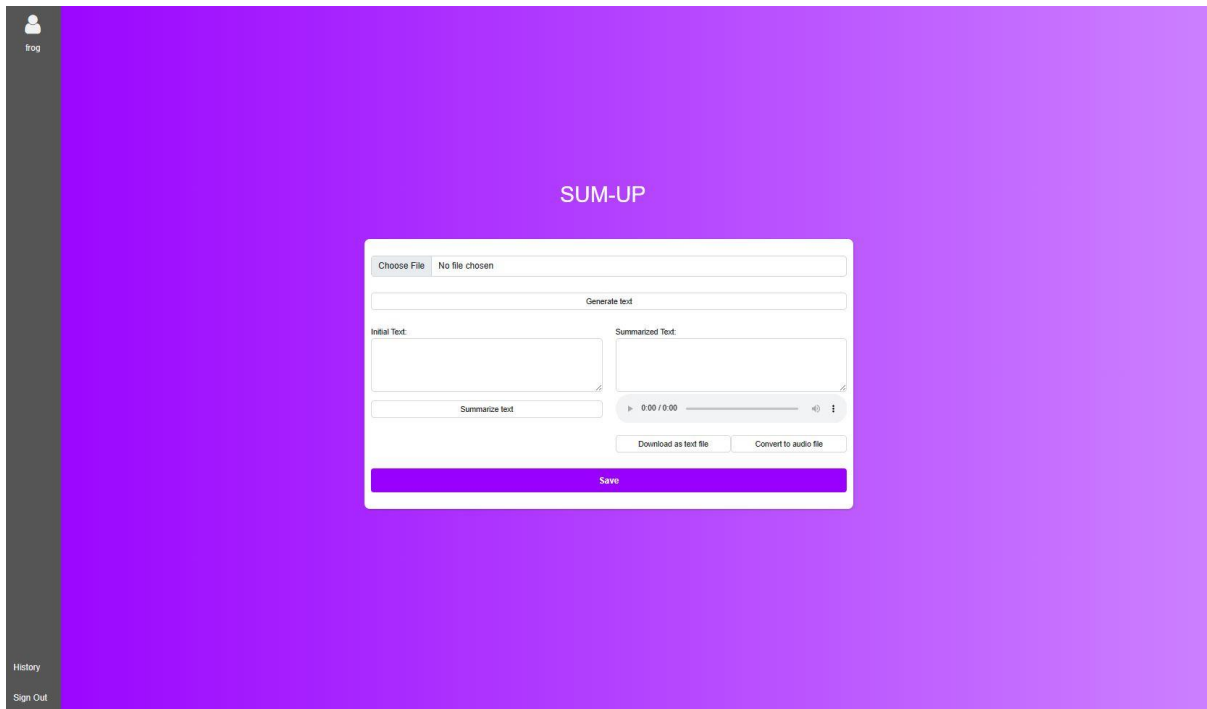 frog
SUM-UP
Choose File No file chosen
Generate text
Initial Text: Summarized Text:
Summarize text 0:00 / 0:00
Download as text file Convert to audio file
Save
History
Sign Out